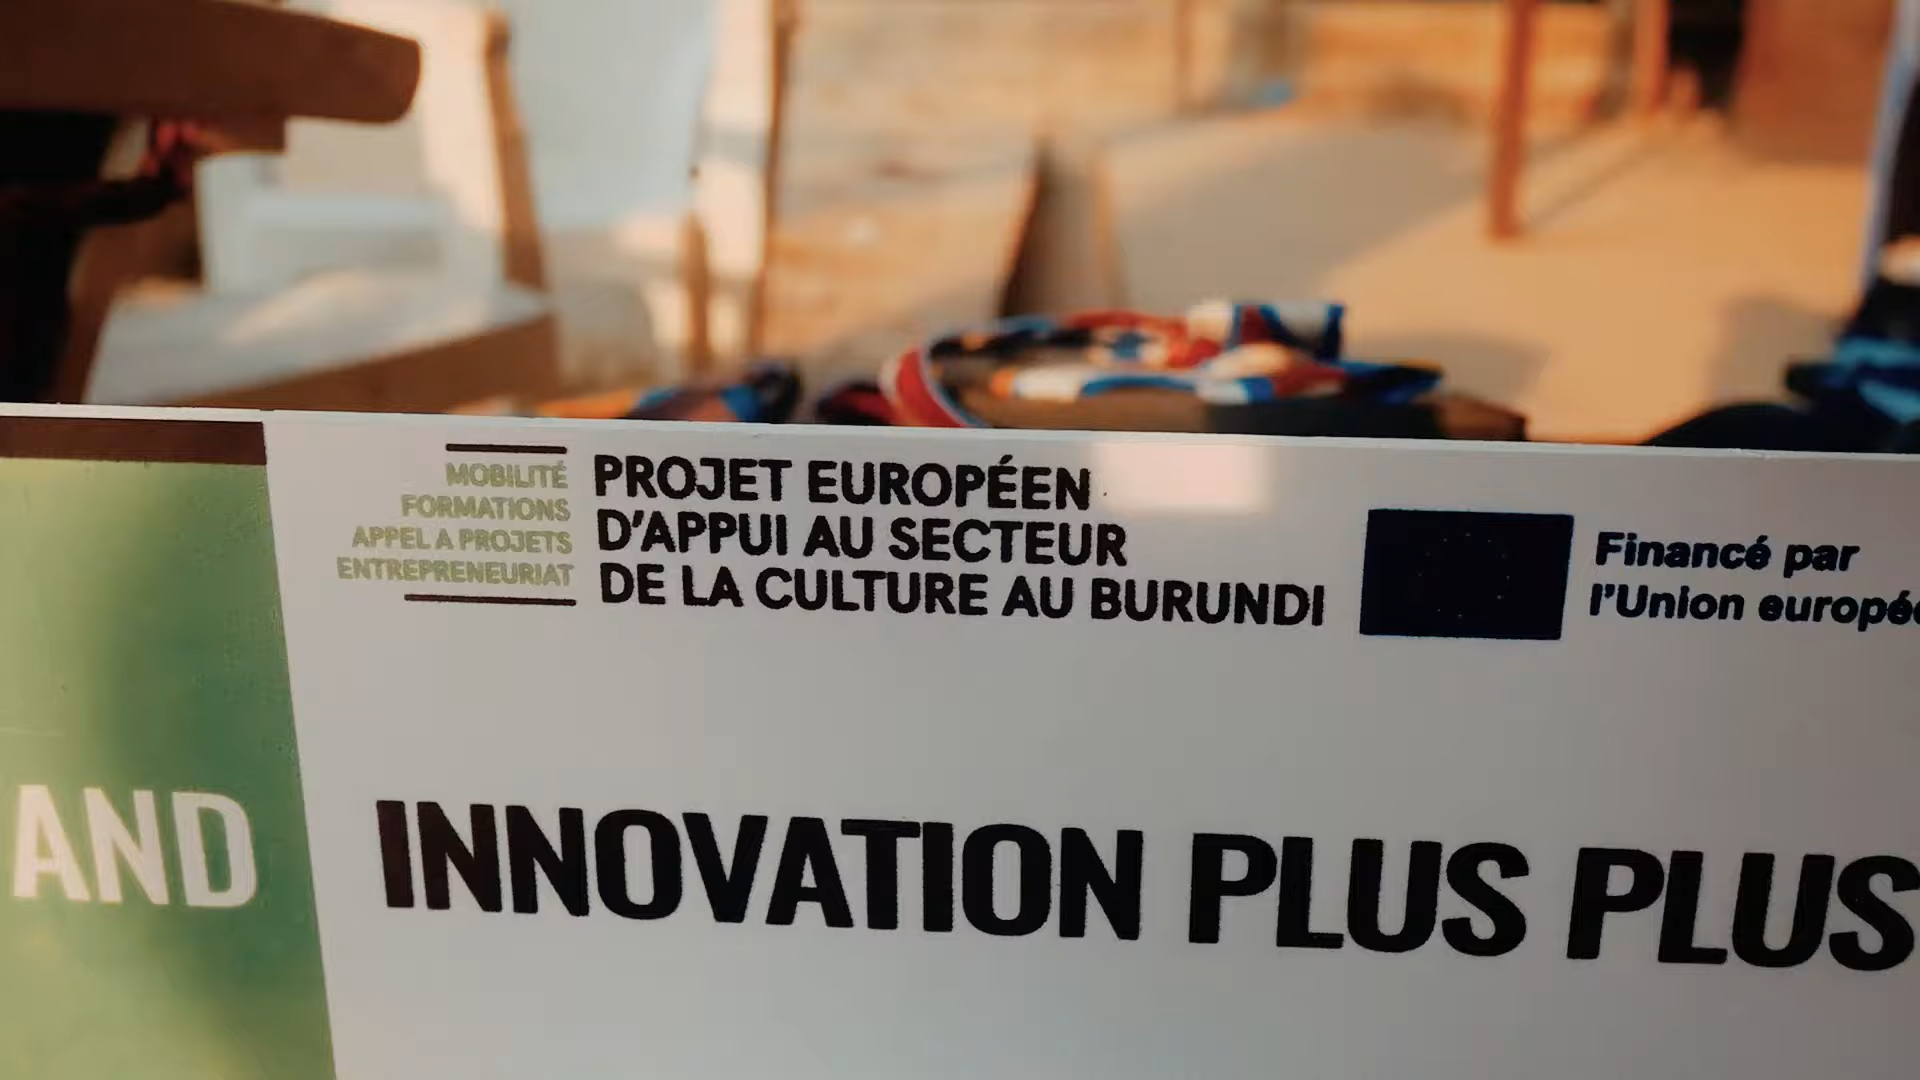 MOBILITÉ
FORMATIONS
APPEL A PROJETS
ENTREPRENEURIAT
PROJET EUROPÉEN
D'APPUI AU SECTEUR
DE LA CULTURE AU BURUNDI
Financé par
l'Union europée
AND
INNOVATION PLUS PLUS